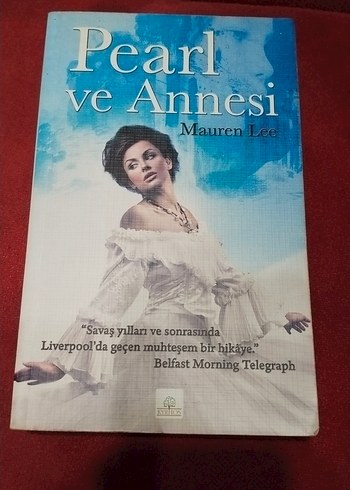 Pearl
ve Annesi
Mauren Lee
“Savaş yılları ve sonrasında
Liverpool'da geçen muhteşem bir hikâye.”
Belfast Morning Telegraph